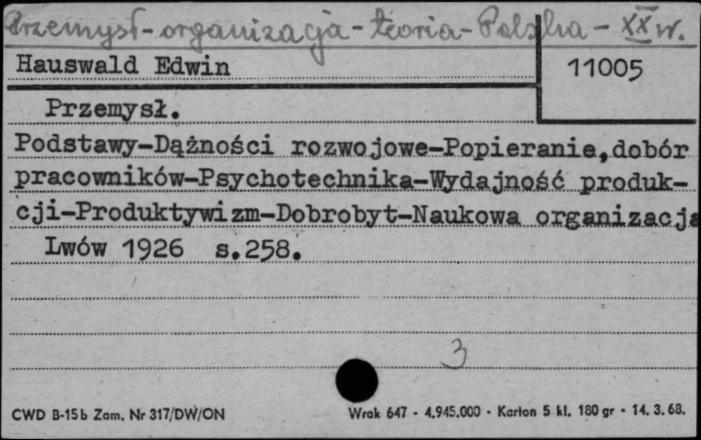 Przemysł-organizacja-teoria-Polska-XX w.
Hauswald Edwin
11005
Przemysł.
Podstawy-Dążności rozwojowe-Popieranie,dobór
pracowników-Psychotechnika-Wydajność produk-
cji-Produktywizm-Dobrobyt-Naukowa organizacja
Lwów 1926 s.258.
3
CWD B-15b Zam. Nr 317/DW/ON
Wrak 647 - 4.945.000 - Karton 5 kl. 180 gr - 14. 3. 68.